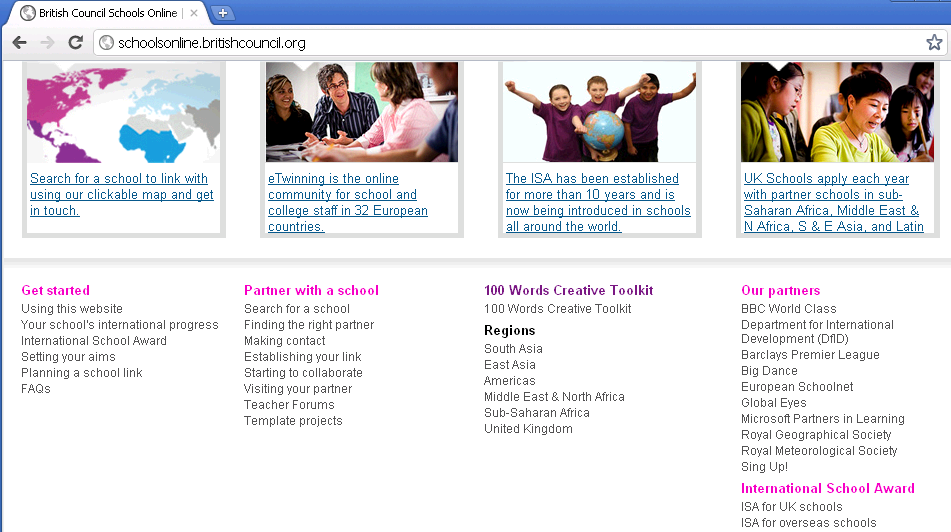 British Council Schools Online |
schoolsonline.britishcouncil.org
Search for a school to link with
using our clickable map and get
in touch.
eTwinning is the online
community for school and
college staff in 32 European
countries.
The ISA has been established
for more than 10 years and is
now being introduced in schools
all around the world.
UK Schools apply each year
with partner schools in sub-
Saharan Africa, Middle East &
N Africa, S & E Asia, and Latin
Get started
Using this website
Your school's international progress
International School Award
Setting your aims
Planning a school link
FAQs
Partner with a school
Search for a school
Finding the right partner
Making contact
Establishing your link
Starting to collaborate
Visiting your partner
Teacher Forums
Template projects
100 Words Creative Toolkit
100 Words Creative Toolkit
Regions
South Asia
East Asia
Americas
Middle East & North Africa
Sub-Saharan Africa
United Kingdom
Our partners
BBC World Class
Department for International
Development (DfID)
Barclays Premier League
Big Dance
European Schoolnet
Global Eyes
Microsoft Partners in Learning
Royal Geographical Society
Royal Meteorological Society
Sing Up!
International School Award
ISA for UK schools
ISA for overseas schools